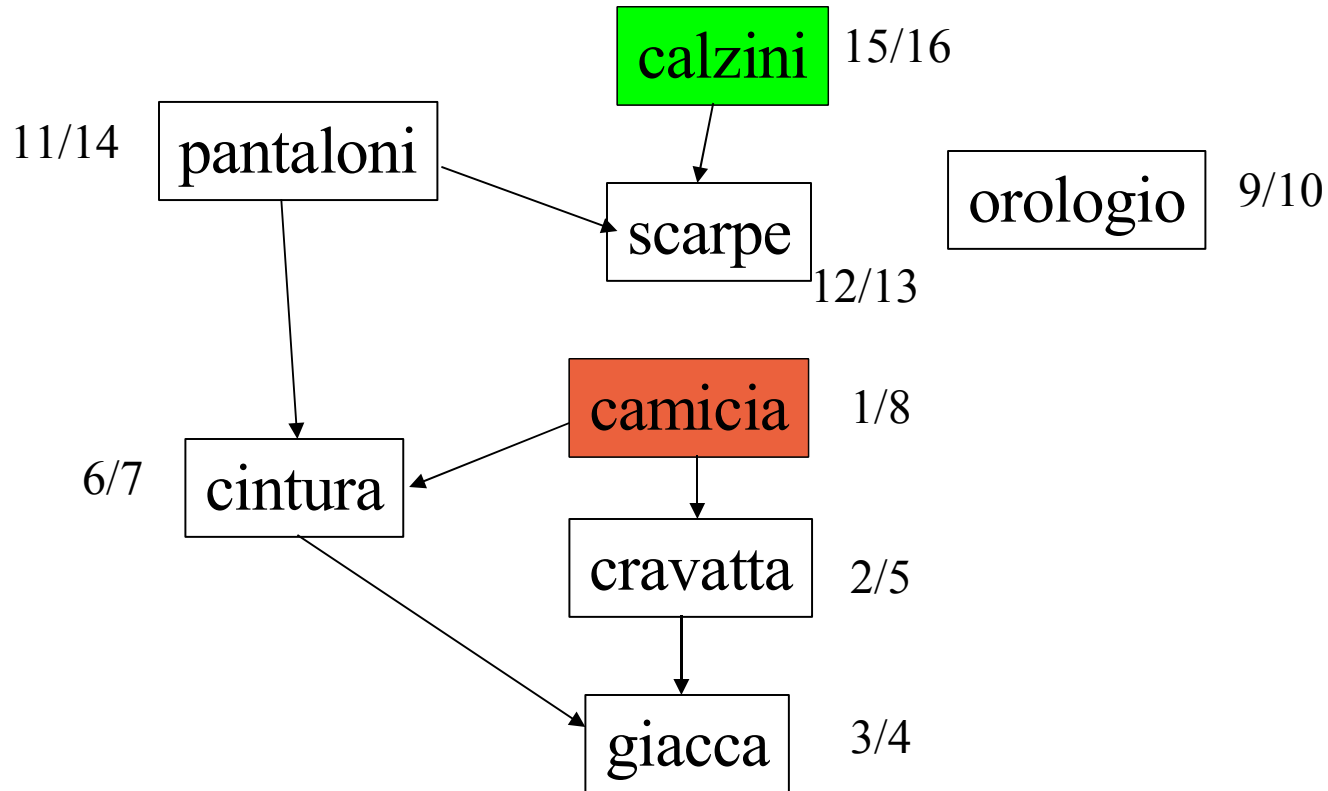 calzini 15/16
11/14 pantaloni
orologio 9/10
scarpe
12/13
camicia 1/8
6/7 cintura
cravatta 2/5
giacca 3/4